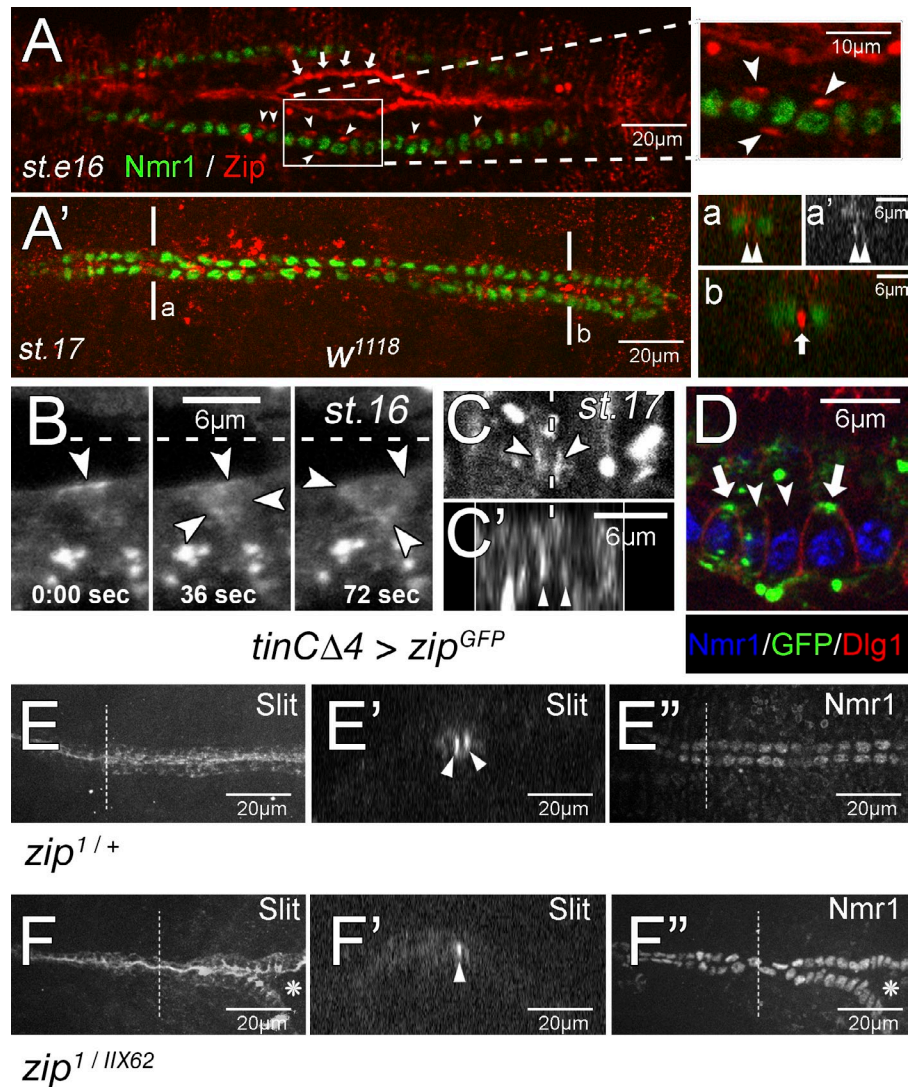 A
st.e16
Nmr1 / Zip
20µm
10µm
A'
st.17
a
w1118
b
20µm
a
a'
6µm
b
6µm
B
6µm
st.16
0:00 sec
36 sec
72 sec
C
st.17
C'
6µm
D
6µm
tinCΔ4 > zipGFP
Nmr1/GFP/Dlg1
E
Slit
20µm
E'
Slit
20µm
E"
Nmr1
20µm
zip1/+
F
Slit
20µm
*
F'
Slit
20µm
F"
Nmr1
20µm
*
zip1/IIX62